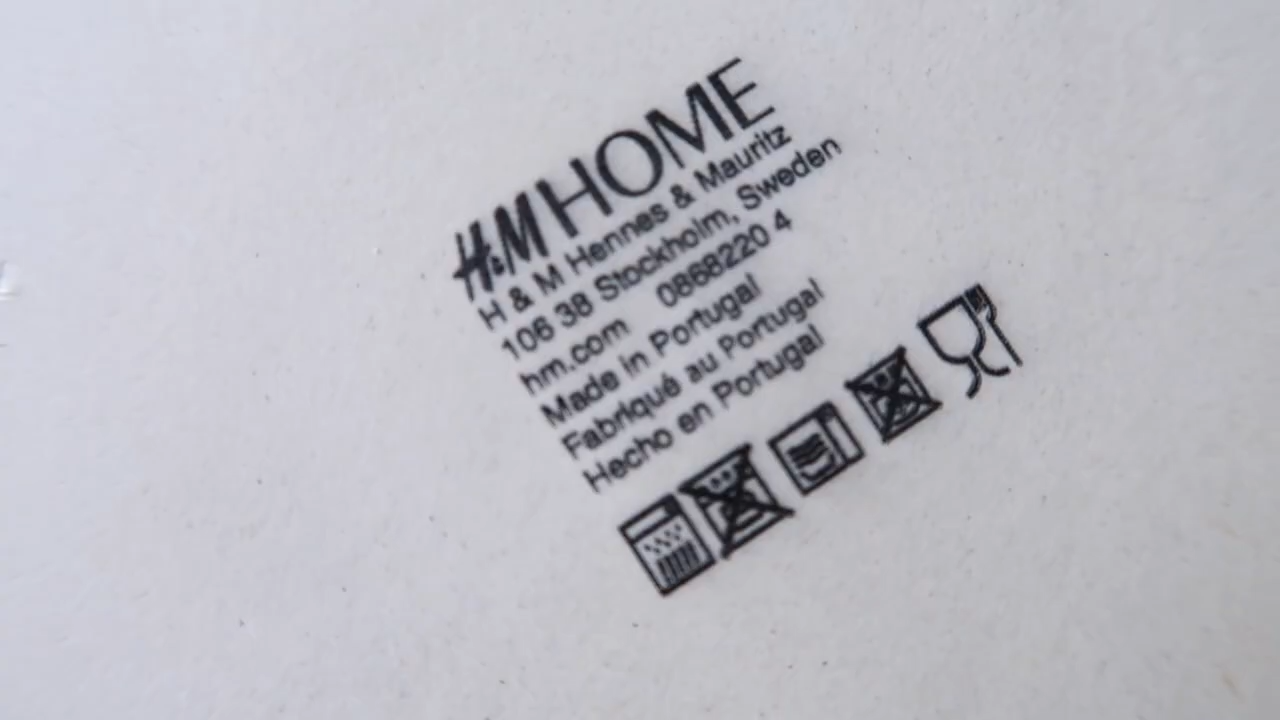 H&M HOME
H & M Hennes & Mauritz
106 38 Stockholm, Sweden
hm.com 0868220 4
Made in Portugal
Fabriqué au Portugal
Hecho en Portugal